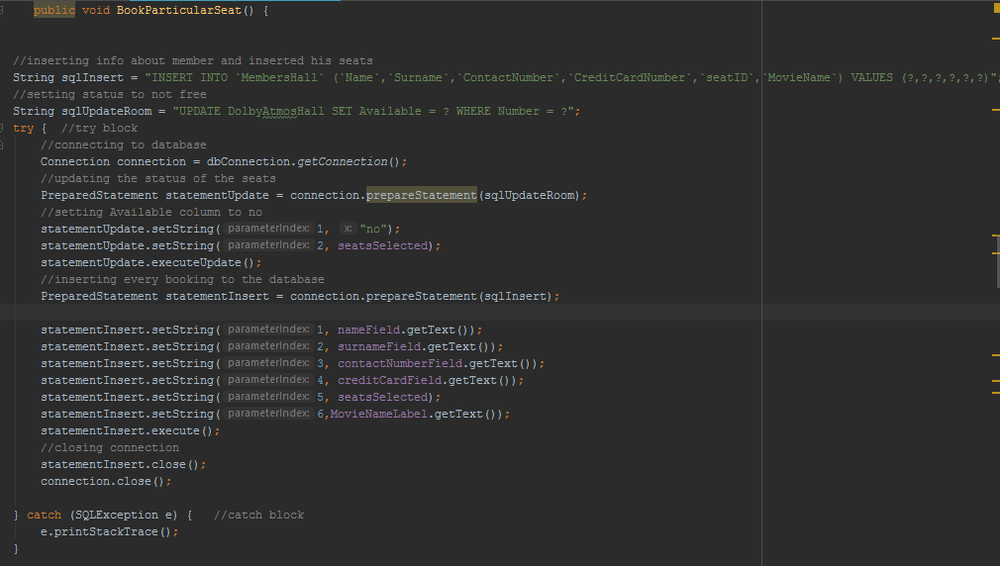 public void BookParticularSeat() {
//inserting info about member and inserted his seats
String sqlInsert = "INSERT INTO `MembersHall` (`Name`,`Surname`,`ContactNumber`,`CreditCardNumber`,`seatID`,`MovieName`) VALUES (?,?,?,?,?,?)";
//setting status to not free
String sqlUpdateRoom = "UPDATE DolbyAtmosHall SET Available = ? WHERE Number = ?";
try {  //try block
//connecting to database
Connection connection = dbConnection.getConnection();
//updating the status of the seats
PreparedStatement statementUpdate = connection.prepareStatement(sqlUpdateRoom);
//setting Available column to no
statementUpdate.setString( parameterIndex: 1,  x: "no");
statementUpdate.setString( parameterIndex: 2, seatsSelected);
statementUpdate.executeUpdate();
//inserting every booking to the database
PreparedStatement statementInsert = connection.prepareStatement(sqlInsert);
statementInsert.setString( parameterIndex: 1, nameField.getText());
statementInsert.setString( parameterIndex: 2, surnameField.getText());
statementInsert.setString( parameterIndex: 3, contactNumberField.getText());
statementInsert.setString( parameterIndex: 4, creditCardField.getText());
statementInsert.setString( parameterIndex: 5, seatsSelected);
statementInsert.setString( parameterIndex: 6,MovieNameLabel.getText());
statementInsert.execute();
//closing connection
statementInsert.close();
connection.close();
} catch (SQLException e) {   //catch block
e.printStackTrace();
}